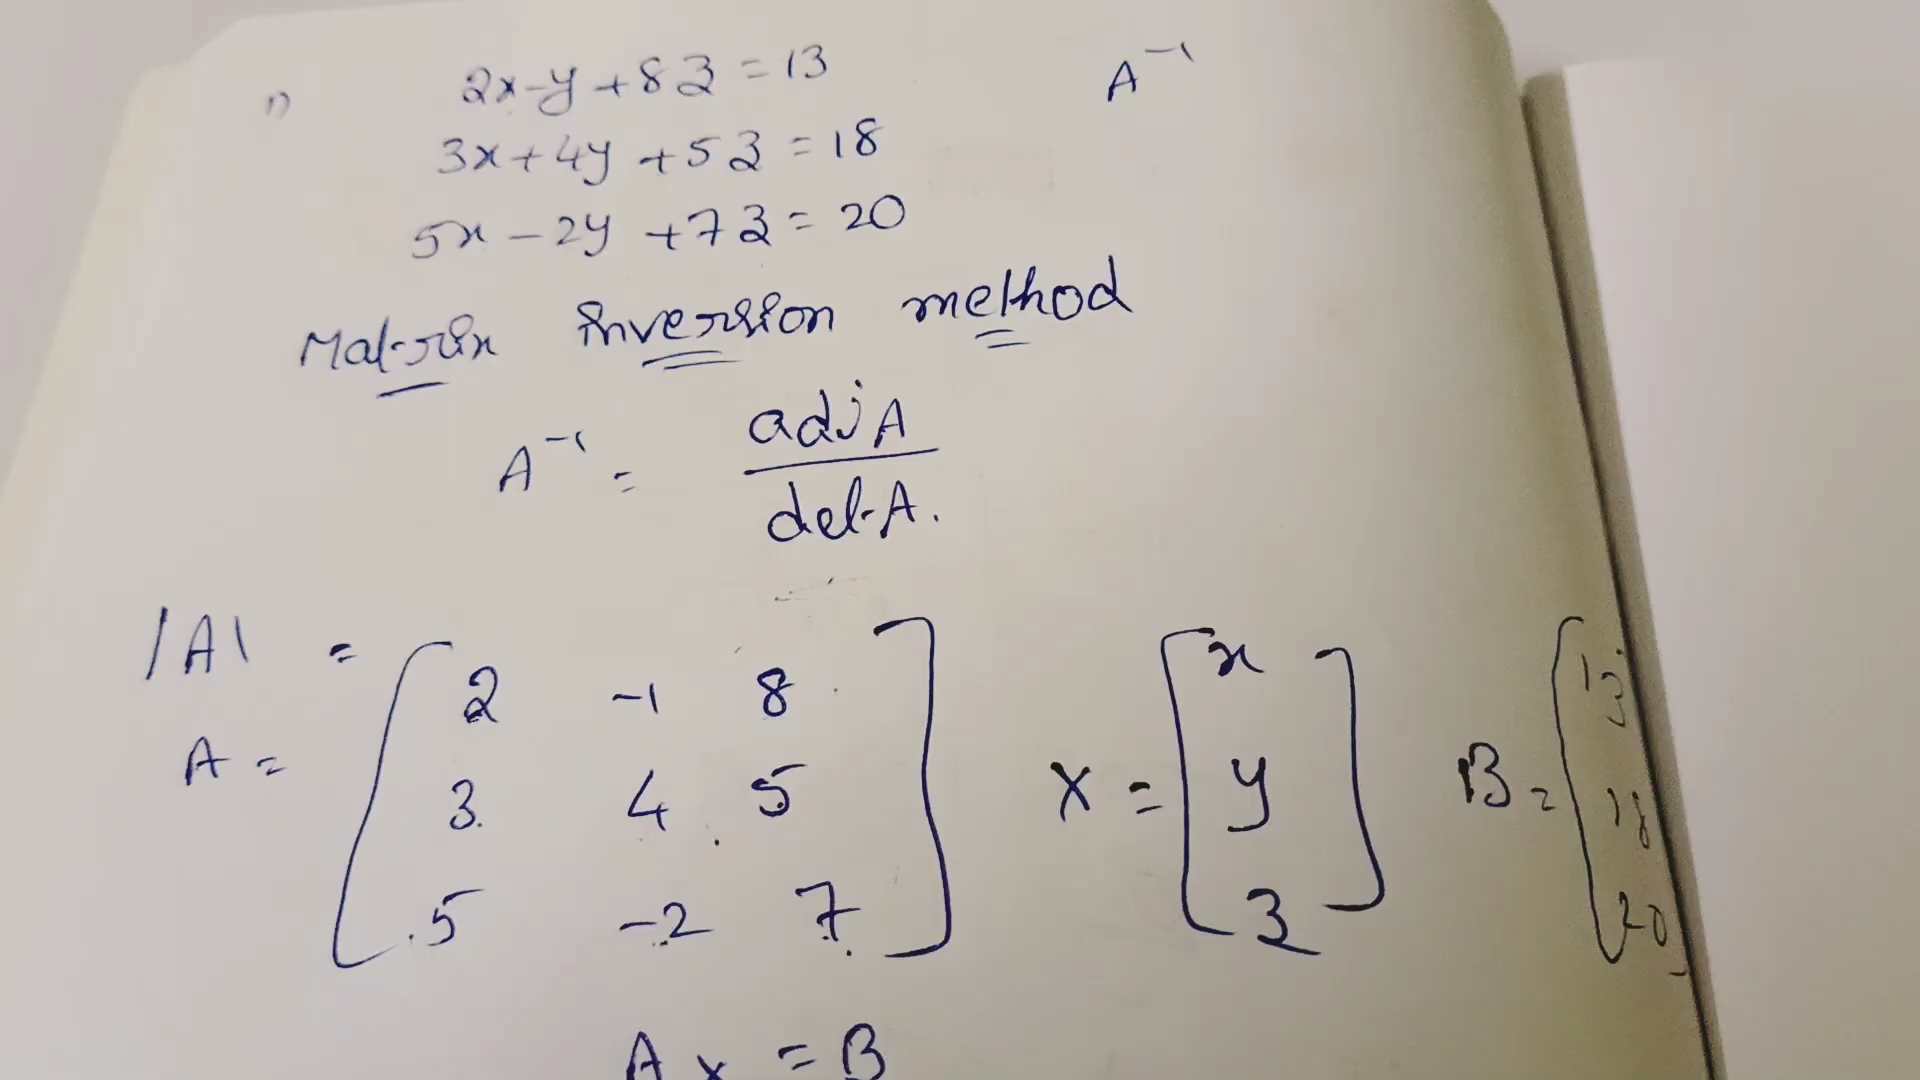 1) 2x-y+8z=13 A⁻¹
3x+4y+5z=18
5x-2y+7z=20
Matrix inversion method
A⁻¹ = adj A
det A.
|A| =
A = [2 -1 8
3 4 5
5 -2 7]
X = [x
y
z]
B = [13
18
20]
A x = B